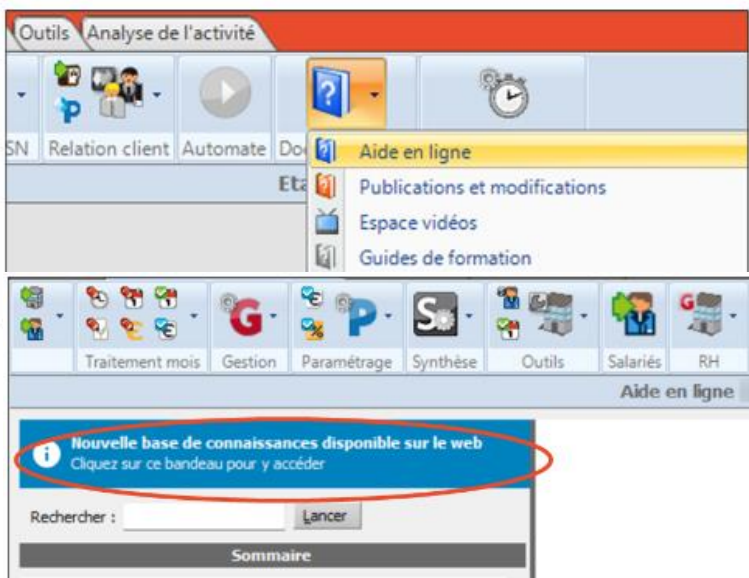 Outils Analyse de l'activité
SN Relation client Automate
Aide en ligne
Publications et modifications
Espace vidéos
Guides de formation
Traitement mois Gestion Paramétrage Synthèse Outils Salariés RH
Aide en ligne
Nouvelle base de connaissances disponible sur le web
Cliquez sur ce bandeau pour y accéder
Rechercher : Lancer
Sommaire